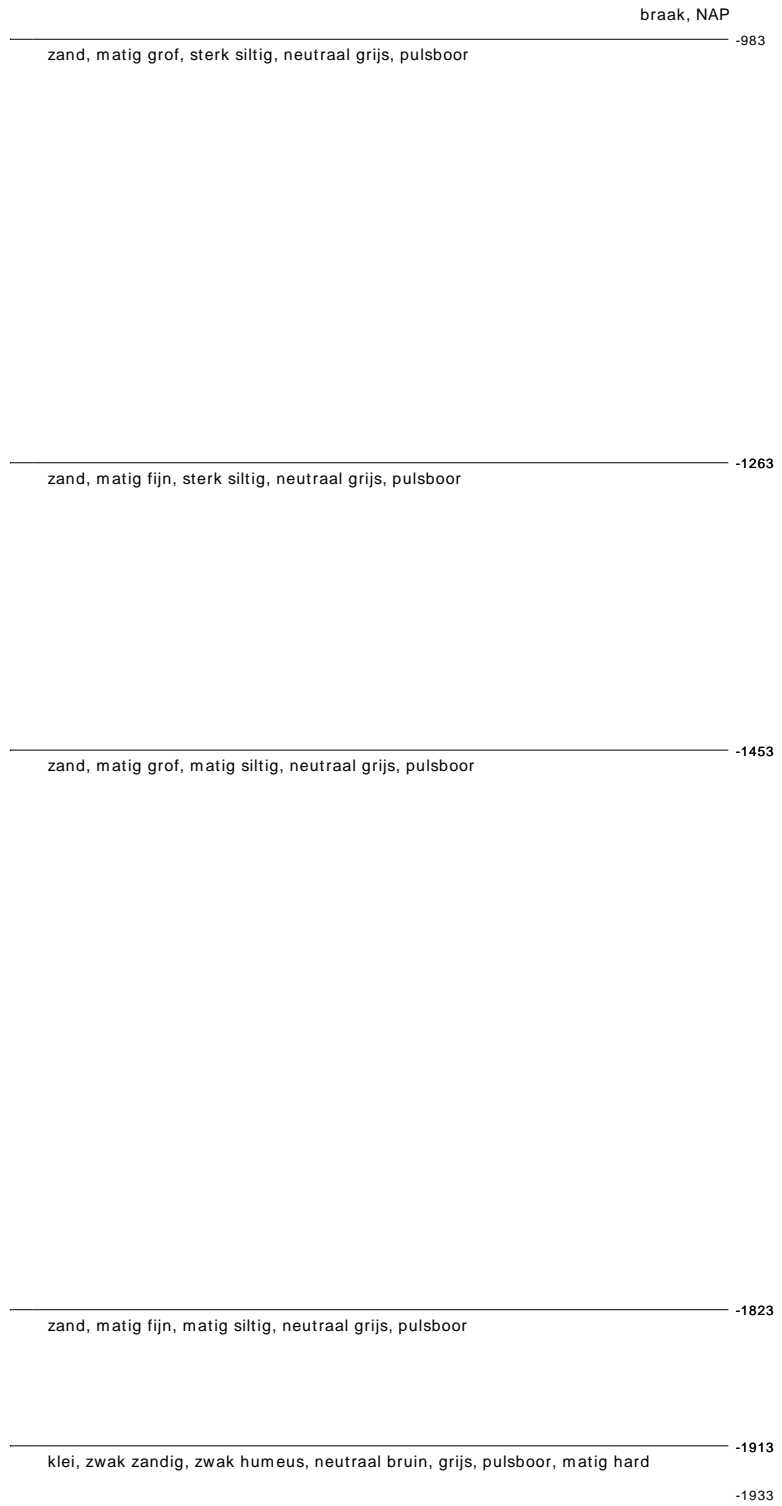 braak, NAP
-983
zand, matig grof, sterk siltig, neutraal grijs, pulsboor
-1263
zand, matig fijn, sterk siltig, neutraal grijs, pulsboor
-1453
zand, matig grof, matig siltig, neutraal grijs, pulsboor
-1823
zand, matig fijn, matig siltig, neutraal grijs, pulsboor
-1913
klei, zwak zandig, zwak humeus, neutraal bruin, grijs, pulsboor, matig hard
-1933